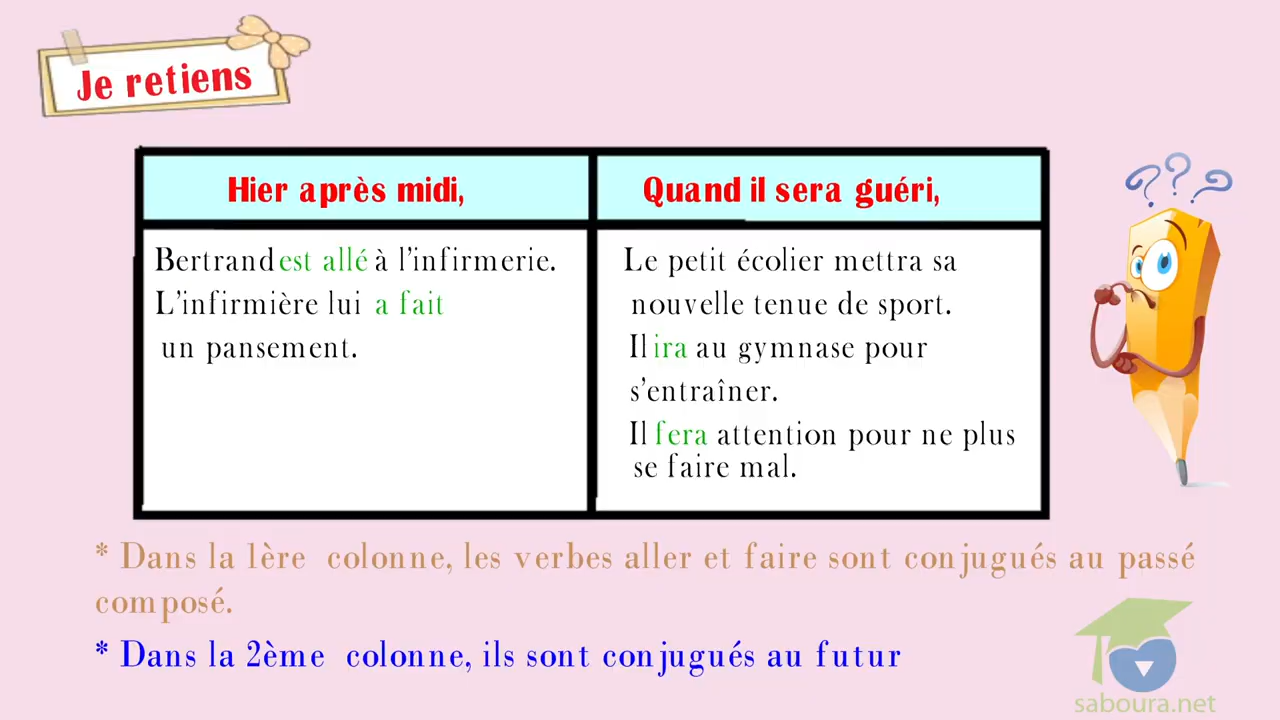 Je retiens
Hier après midi,
Quand il sera guéri,
Bertrand est allé à l'infirmerie.
L'infirmière lui a fait
un pansement.
Le petit écolier mettra sa
nouvelle tenue de sport.
Il ira au gymnase pour
s'entraîner.
Il fera attention pour ne plus
se faire mal.
* Dans la 1ère colonne, les verbes aller et faire sont conjugués au passé
composé.
* Dans la 2ème colonne, ils sont conjugués au futur
saboura.net